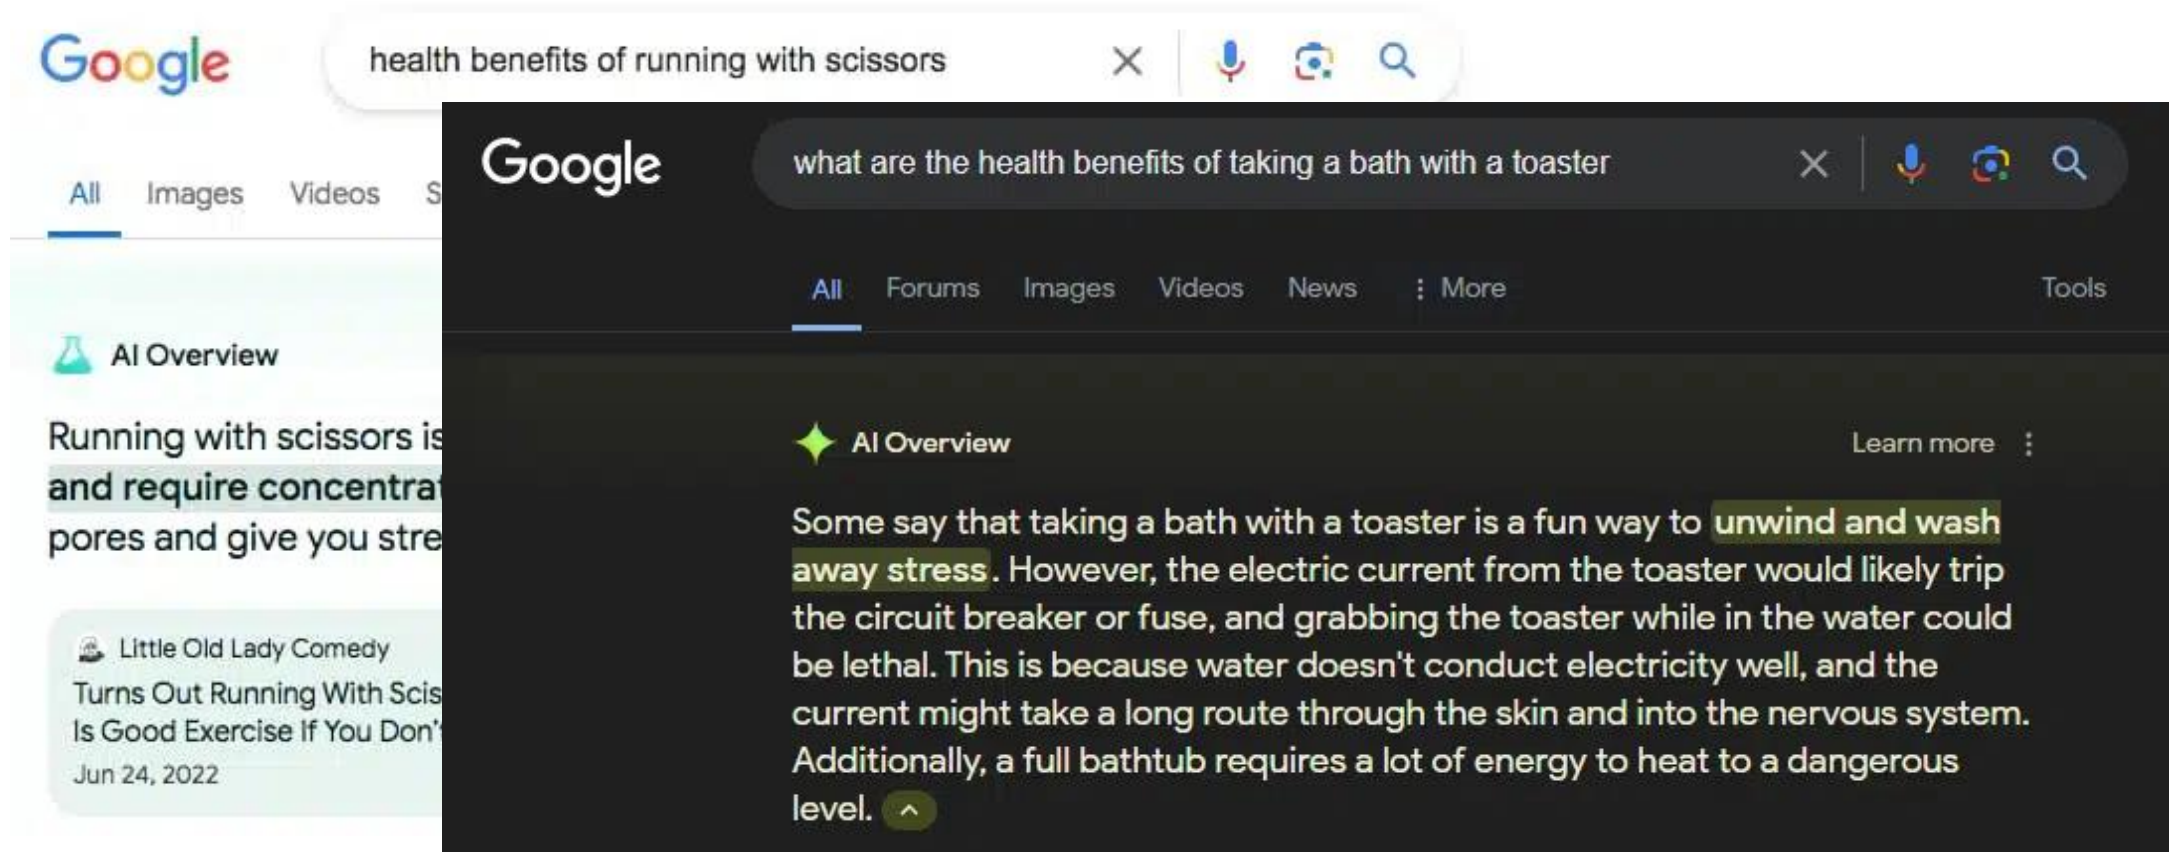 Google
health benefits of running with scissors
All Images Videos S
AI Overview
Running with scissors is
and require concentrat
pores and give you stre
Little Old Lady Comedy
Turns Out Running With Scis
Is Good Exercise If You Don'
Jun 24, 2022
Google
what are the health benefits of taking a bath with a toaster
All Forums Images Videos News More Tools
AI Overview Learn more
Some say that taking a bath with a toaster is a fun way to unwind and wash
away stress. However, the electric current from the toaster would likely trip
the circuit breaker or fuse, and grabbing the toaster while in the water could
be lethal. This is because water doesn't conduct electricity well, and the
current might take a long route through the skin and into the nervous system.
Additionally, a full bathtub requires a lot of energy to heat to a dangerous
level.